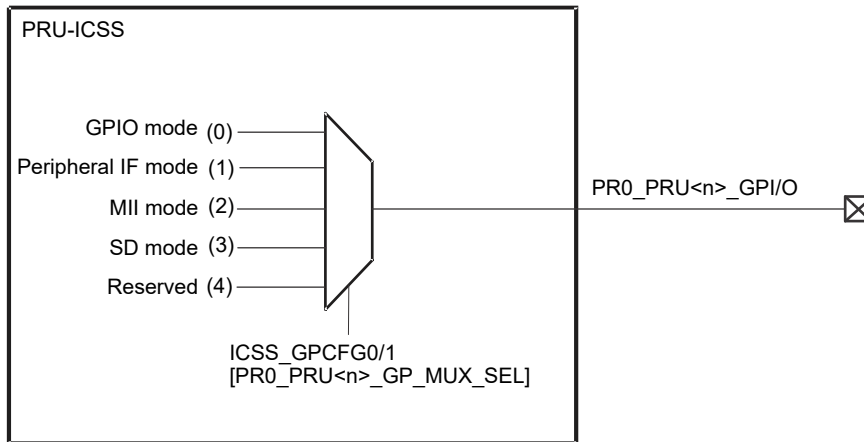 PRU-ICSS
GPIO mode (0)
Peripheral IF mode (1)
PR0_PRU<n>_GPI/O
MII mode (2)
SD mode (3)
Reserved (4)
ICSS_GPCFG0/1
[PR0_PRU<n>_GP_MUX_SEL]